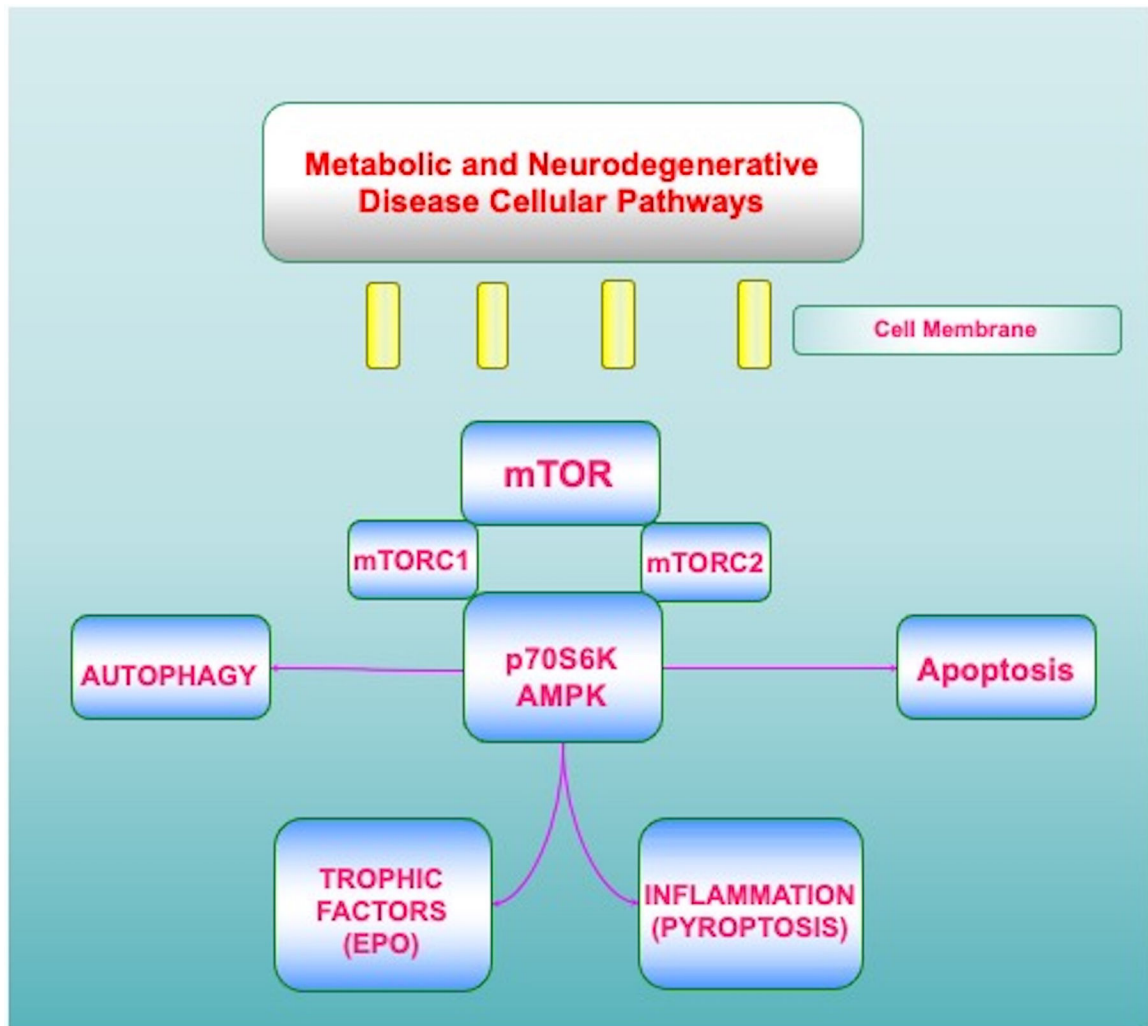 Metabolic and Neurodegenerative
Disease Cellular Pathways
Cell Membrane
mTOR
mTORC1
mTORC2
p70S6K
AMPK
AUTOPHAGY
Apoptosis
TROPHIC
FACTORS
(EPO)
INFLAMMATION
(PYROPTOSIS)